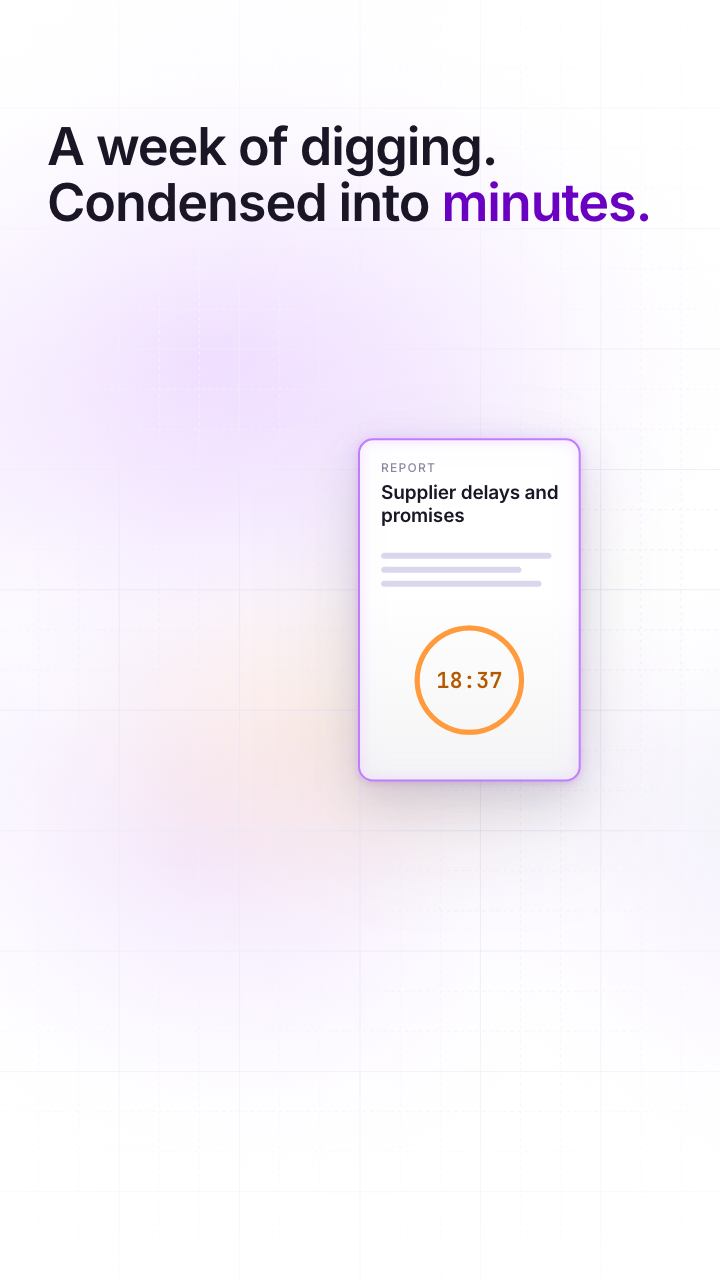 A week of digging.
Condensed into minutes.
REPORT
Supplier delays and
promises
18:37